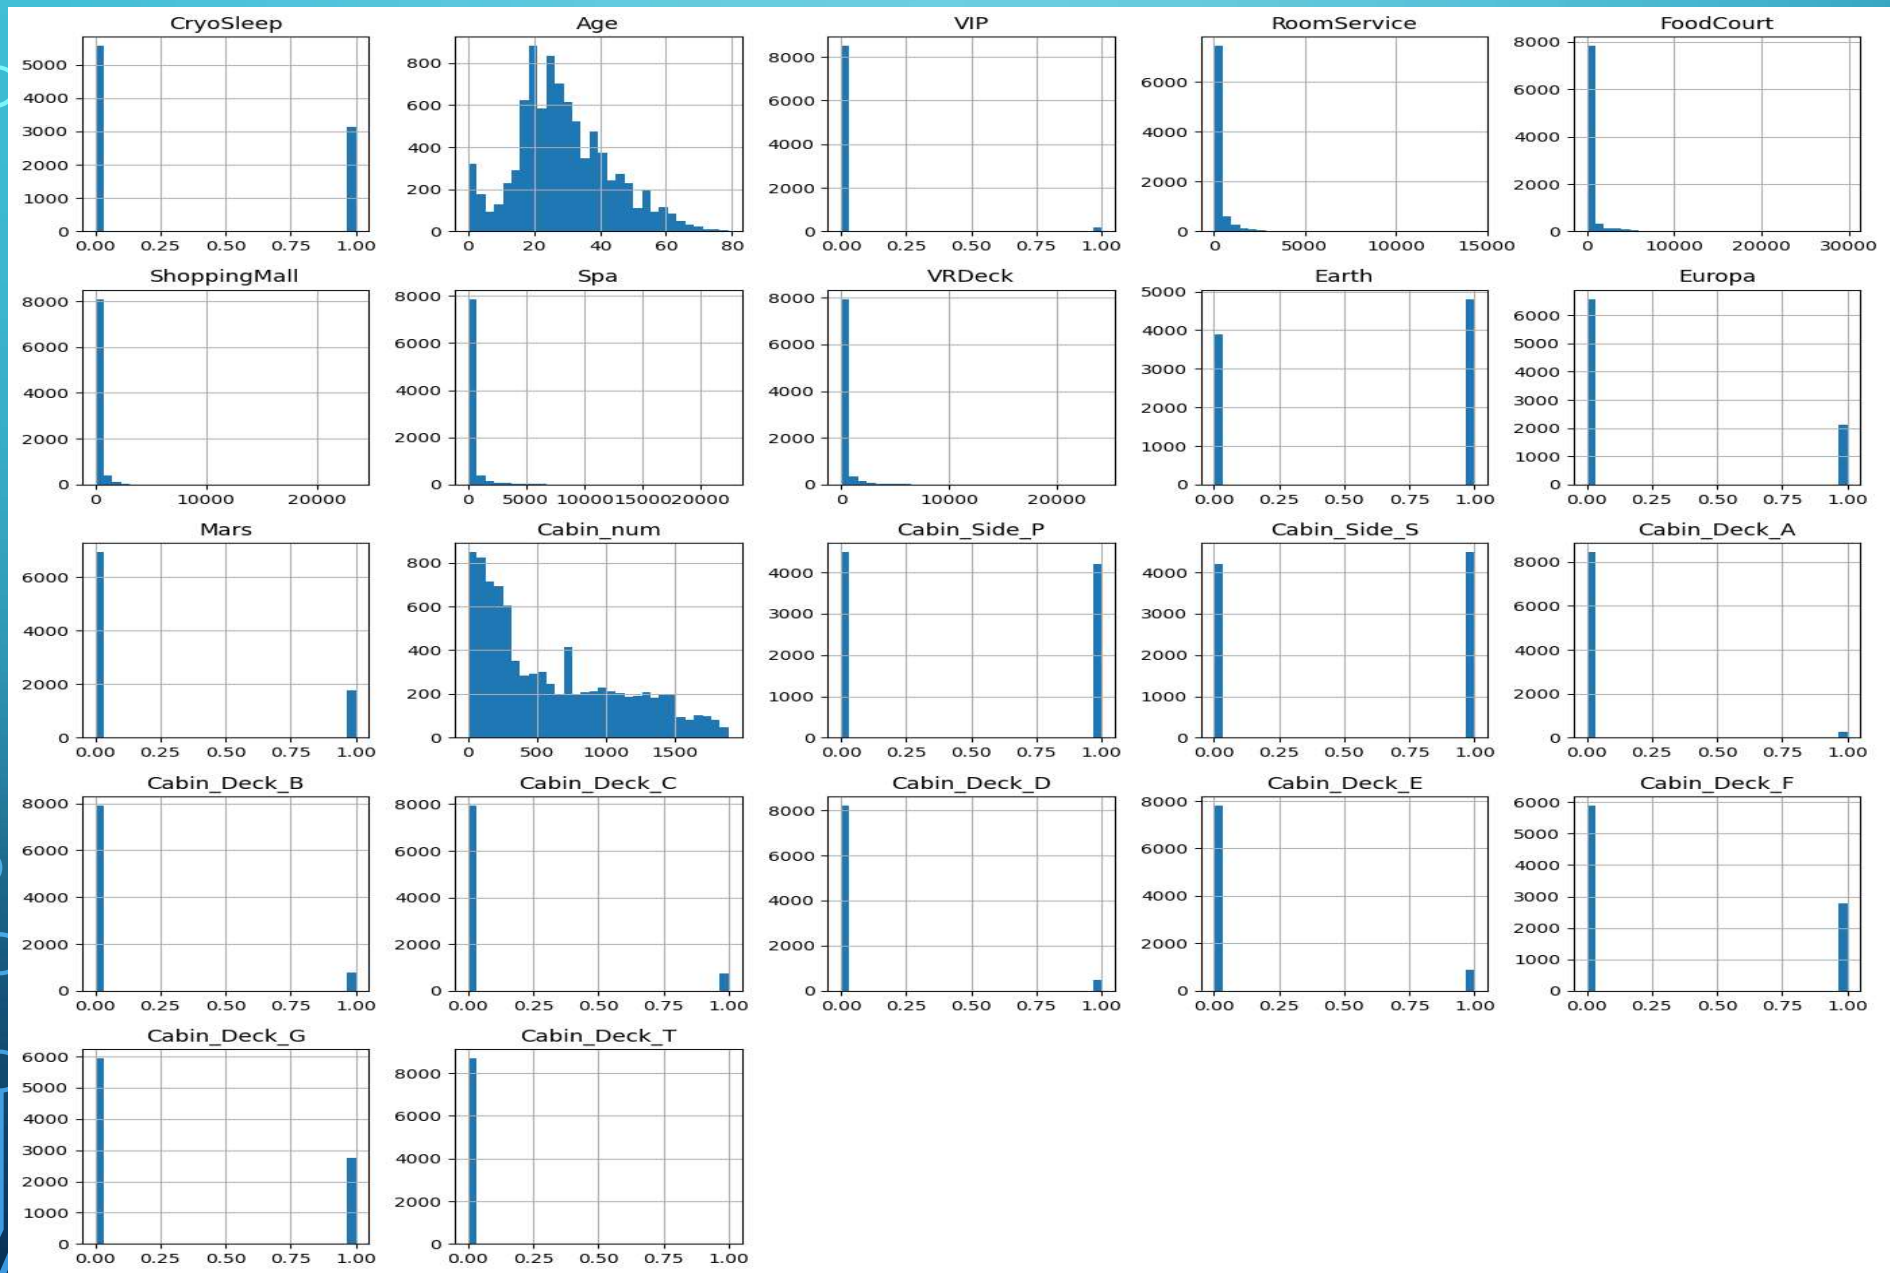 CryoSleep
5000
4000
3000
2000
1000
0
0.00 0.25 0.50 0.75 1.00
Age
800
600
400
200
0
0 20 40 60 80
VIP
8000
6000
4000
2000
0
0.00 0.25 0.50 0.75 1.00
RoomService
6000
4000
2000
0
0 5000 10000 15000
FoodCourt
8000
6000
4000
2000
0
0 10000 20000 30000
ShoppingMall
8000
6000
4000
2000
0
0 10000 20000
Spa
8000
6000
4000
2000
0
0 5000 10000 15000 20000
VRDeck
8000
6000
4000
2000
0
0 10000 20000
Earth
5000
4000
3000
2000
1000
0
0.00 0.25 0.50 0.75 1.00
Europa
6000
5000
4000
3000
2000
1000
0
0.00 0.25 0.50 0.75 1.00
Mars
6000
4000
2000
0
0.00 0.25 0.50 0.75 1.00
Cabin_num
800
600
400
200
0
0 500 1000 1500
Cabin_Side_P
4000
3000
2000
1000
0
0.00 0.25 0.50 0.75 1.00
Cabin_Side_S
4000
3000
2000
1000
0
0.00 0.25 0.50 0.75 1.00
Cabin_Deck_A
8000
6000
4000
2000
0
0.00 0.25 0.50 0.75 1.00
Cabin_Deck_B
8000
6000
4000
2000
0
0.00 0.25 0.50 0.75 1.00
Cabin_Deck_C
8000
6000
4000
2000
0
0.00 0.25 0.50 0.75 1.00
Cabin_Deck_D
8000
6000
4000
2000
0
0.00 0.25 0.50 0.75 1.00
Cabin_Deck_E
8000
6000
4000
2000
0
0.00 0.25 0.50 0.75 1.00
Cabin_Deck_F
6000
5000
4000
3000
2000
1000
0
0.00 0.25 0.50 0.75 1.00
Cabin_Deck_G
6000
5000
4000
3000
2000
1000
0
0.00 0.25 0.50 0.75 1.00
Cabin_Deck_T
8000
6000
4000
2000
0
0.00 0.25 0.50 0.75 1.00